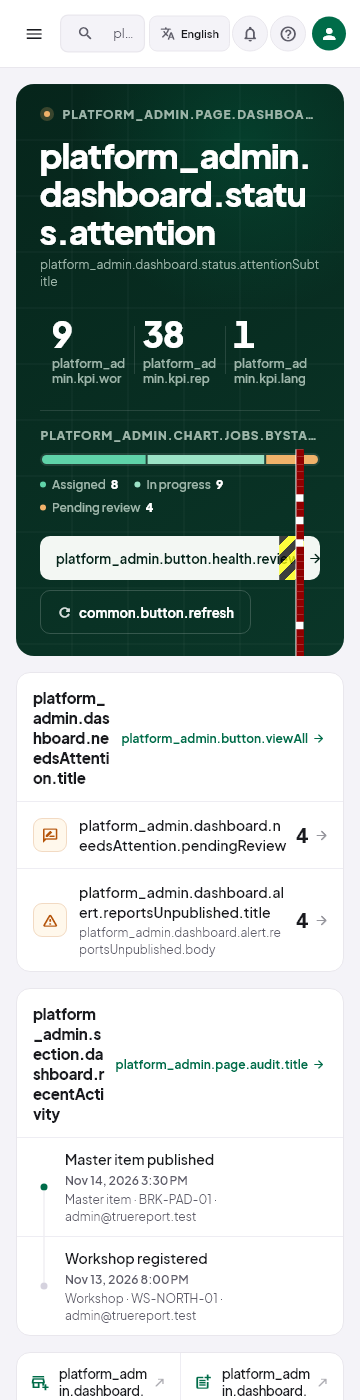 pl…
English
PLATFORM_ADMIN.PAGE.DASHBOA…
platform_admin.
dashboard.statu
s.attention
platform_admin.dashboard.status.attentionSubt
itle
9
38
1
platform_ad
min.kpi.wor
platform_ad
min.kpi.rep
platform_ad
min.kpi.lang
PLATFORM_ADMIN.CHART.JOBS.BYSTA…
Assigned 8
In progress 9
Pending review 4
platform_admin.button.health.review
common.button.refresh
platform_
admin.das
hboard.ne
edsAttenti
on.title
platform_admin.button.viewAll →
platform_admin.dashboard.n
eedsAttention.pendingReview
4 →
platform_admin.dashboard.al
ert.reportsUnpublished.title
platform_admin.dashboard.alert.re
portsUnpublished.body
4 →
platform
_admin.s
ection.da
shboard.r
ecentActi
vity
platform_admin.page.audit.title →
Master item published
Nov 14, 2026 3:30 PM
Master item · BRK-PAD-01 ·
admin@truereport.test
Workshop registered
Nov 13, 2026 8:00 PM
Workshop · WS-NORTH-01 ·
admin@truereport.test
platform_adm
in.dashboard.
platform_adm
in.dashboard.